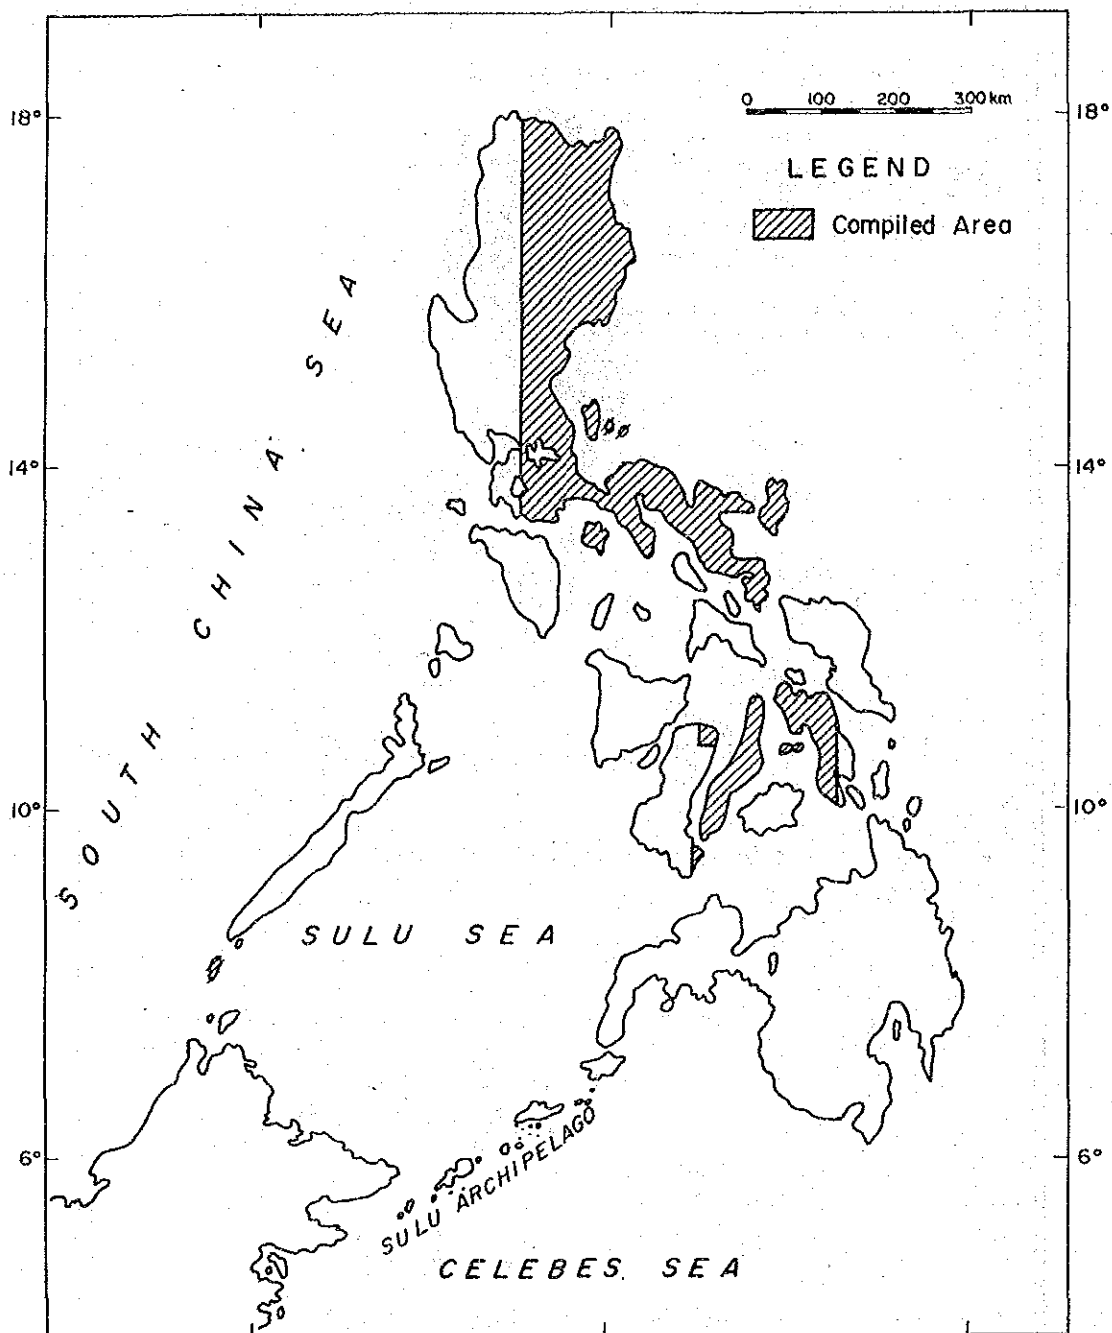 0 100 200 300 km
18° 18°
LEGEND
Compiled Area
SOUTH CHINA SEA
14° 14°
10° 10°
SULU SEA
6° 6°
SULU ARCHIPELAGO
CELEBES SEA